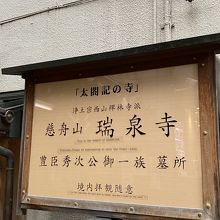 「太閤記の寺」
浄土宗西山禅林寺派
慈舟山 瑞泉寺
豊臣秀次公御一族墓所
境内拝観随意